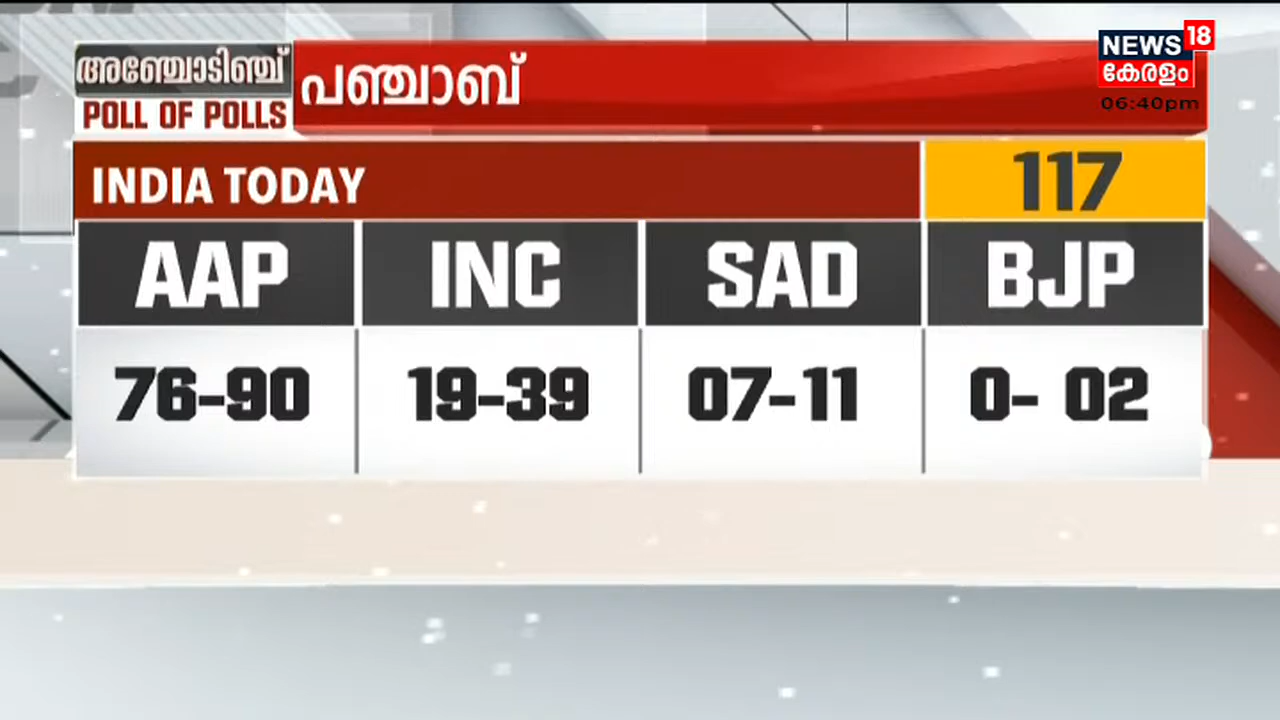 അഞ്ചോടിഞ്ച്
POLL OF POLLS
പഞ്ചാബ്
NEWS 18
കേരളം
06:40pm
INDIA TODAY 117
AAP INC SAD BJP
76-90 19-39 07-11 0- 02